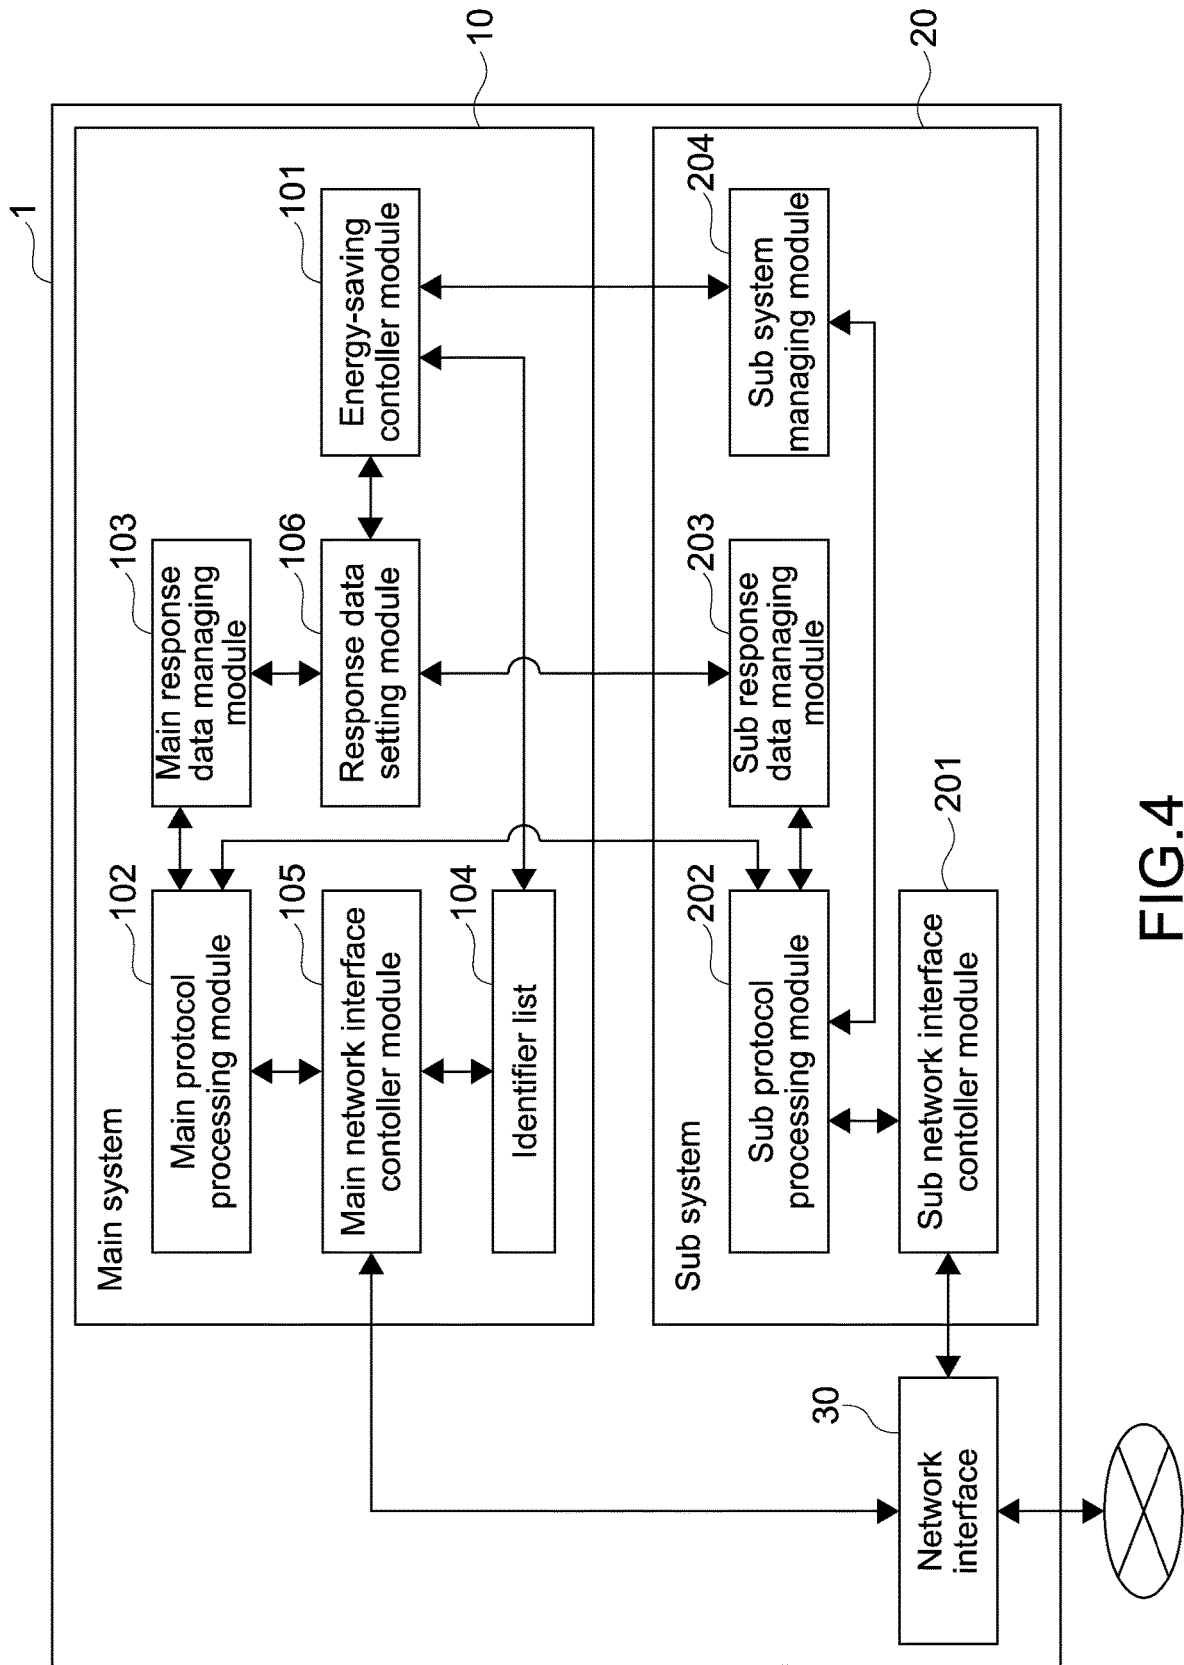 1
10
Main system
102
Main protocol
processing module
103
Main response
data managing
module
105
Main network interface
contoller module
106
Response data
setting module
101
Energy-saving
contoller module
104
Identifier list
20
Sub system
202
Sub protocol
processing module
203
Sub response
data managing
module
204
Sub system
managing module
201
Sub network interface
contoller module
30
Network
interface
FIG.4